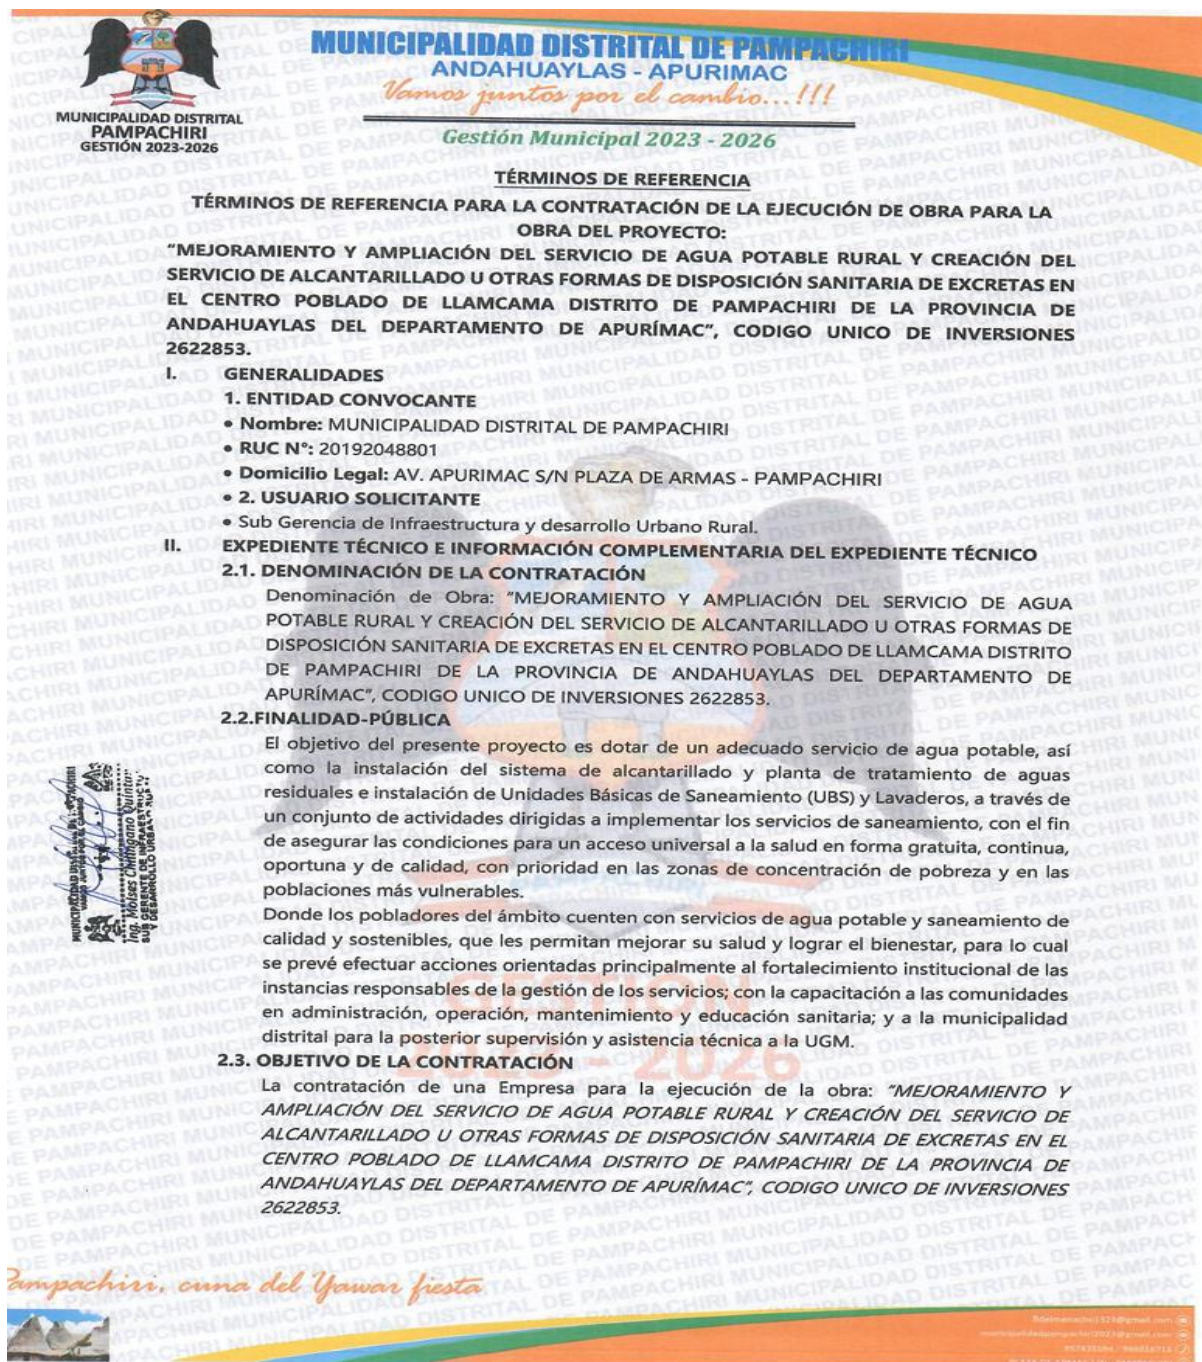 MUNICIPALIDAD DISTRITAL DE PAMPACHIRI
ANDAHUAYLAS - APURIMAC
Vamos juntos por el cambio...!!!
MUNICIPALIDAD DISTRITAL
PAMPACHIRI
GESTIÓN 2023-2026
Gestión Municipal 2023 - 2026
TÉRMINOS DE REFERENCIA
TÉRMINOS DE REFERENCIA PARA LA CONTRATACIÓN DE LA EJECUCIÓN DE OBRA PARA LA
OBRA DEL PROYECTO:
"MEJORAMIENTO Y AMPLIACIÓN DEL SERVICIO DE AGUA POTABLE RURAL Y CREACIÓN DEL
SERVICIO DE ALCANTARILLADO U OTRAS FORMAS DE DISPOSICIÓN SANITARIA DE EXCRETAS EN
EL CENTRO POBLADO DE LLAMCAMA DISTRITO DE PAMPACHIRI DE LA PROVINCIA DE
ANDAHUAYLAS DEL DEPARTAMENTO DE APURÍMAC", CODIGO UNICO DE INVERSIONES
2622853.
I. GENERALIDADES
1. ENTIDAD CONVOCANTE
• Nombre: MUNICIPALIDAD DISTRITAL DE PAMPACHIRI
• RUC N°: 20192048801
• Domicilio Legal: AV. APURIMAC S/N PLAZA DE ARMAS - PAMPACHIRI
• 2. USUARIO SOLICITANTE
• Sub Gerencia de Infraestructura y desarrollo Urbano Rural.
II. EXPEDIENTE TÉCNICO E INFORMACIÓN COMPLEMENTARIA DEL EXPEDIENTE TÉCNICO
2.1. DENOMINACIÓN DE LA CONTRATACIÓN
Denominación de Obra: "MEJORAMIENTO Y AMPLIACIÓN DEL SERVICIO DE AGUA
POTABLE RURAL Y CREACIÓN DEL SERVICIO DE ALCANTARILLADO U OTRAS FORMAS DE
DISPOSICIÓN SANITARIA DE EXCRETAS EN EL CENTRO POBLADO DE LLAMCAMA DISTRITO
DE PAMPACHIRI DE LA PROVINCIA DE ANDAHUAYLAS DEL DEPARTAMENTO DE
APURÍMAC", CODIGO UNICO DE INVERSIONES 2622853.
2.2.FINALIDAD-PÚBLICA
El objetivo del presente proyecto es dotar de un adecuado servicio de agua potable, así
como la instalación del sistema de alcantarillado y planta de tratamiento de aguas
residuales e instalación de Unidades Básicas de Saneamiento (UBS) y Lavaderos, a través de
un conjunto de actividades dirigidas a implementar los servicios de saneamiento, con el fin
de asegurar las condiciones para un acceso universal a la salud en forma gratuita, continua,
oportuna y de calidad, con prioridad en las zonas de concentración de pobreza y en las
poblaciones más vulnerables.
Donde los pobladores del ámbito cuenten con servicios de agua potable y saneamiento de
calidad y sostenibles, que les permitan mejorar su salud y lograr el bienestar, para lo cual
se prevé efectuar acciones orientadas principalmente al fortalecimiento institucional de las
instancias responsables de la gestión de los servicios; con la capacitación a las comunidades
en administración, operación, mantenimiento y educación sanitaria; y a la municipalidad
distrital para la posterior supervisión y asistencia técnica a la UGM.
2.3. OBJETIVO DE LA CONTRATACIÓN
La contratación de una Empresa para la ejecución de la obra: "MEJORAMIENTO Y
AMPLIACIÓN DEL SERVICIO DE AGUA POTABLE RURAL Y CREACIÓN DEL SERVICIO DE
ALCANTARILLADO U OTRAS FORMAS DE DISPOSICIÓN SANITARIA DE EXCRETAS EN EL
CENTRO POBLADO DE LLAMCAMA DISTRITO DE PAMPACHIRI DE LA PROVINCIA DE
ANDAHUAYLAS DEL DEPARTAMENTO DE APURÍMAC", CODIGO UNICO DE INVERSIONES
2622853.
GESTION
2023 - 2026
Pampachiri, cuna del Yawar fiesta